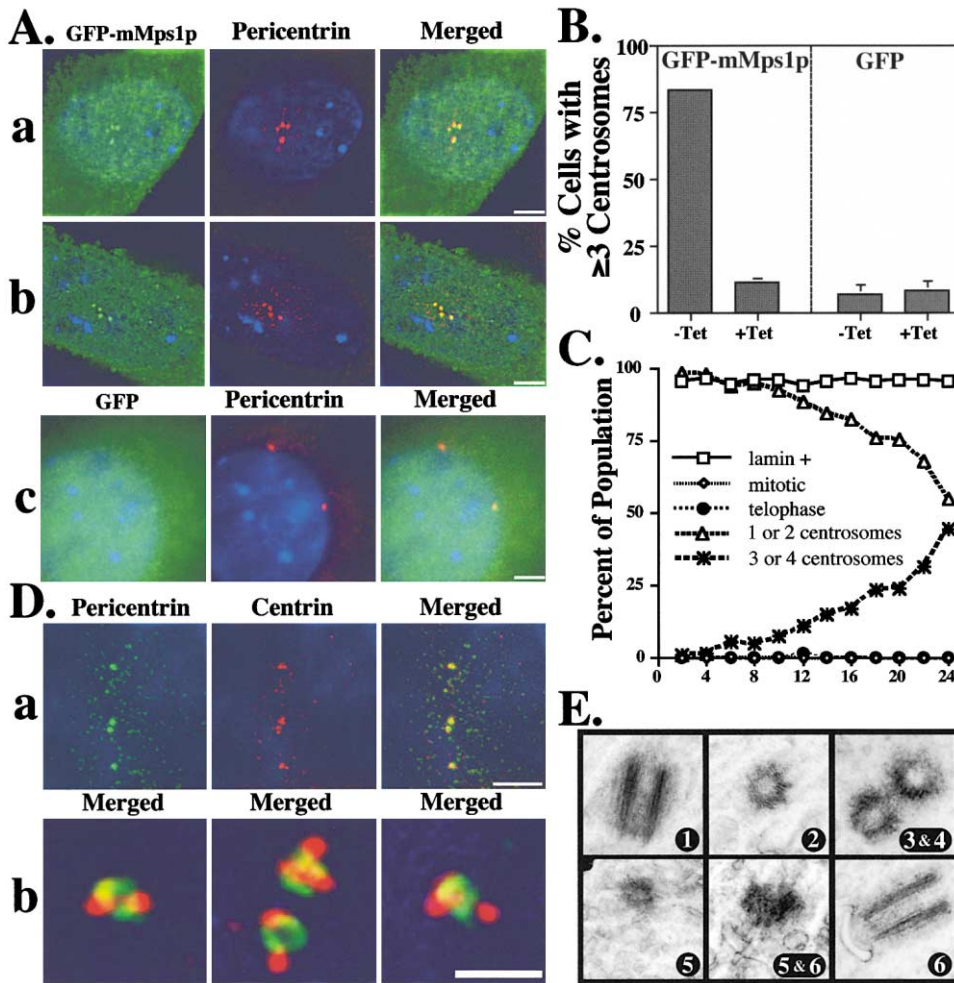 A.
GFP-mMps1p Pericentrin Merged
a
b
GFP Pericentrin Merged
c
B.
% Cells with
≥3 Centrosomes
100
75
50
25
0
GFP-mMps1p GFP
-Tet +Tet -Tet +Tet
C.
Percent of Population
100
75
50
25
0
lamin +
mitotic
telophase
1 or 2 centrosomes
3 or 4 centrosomes
0 4 8 12 16 20 24
D.
Pericentrin Centrin Merged
a
Merged Merged Merged
b
E.
1 2 3 & 4
5 5 & 6 6